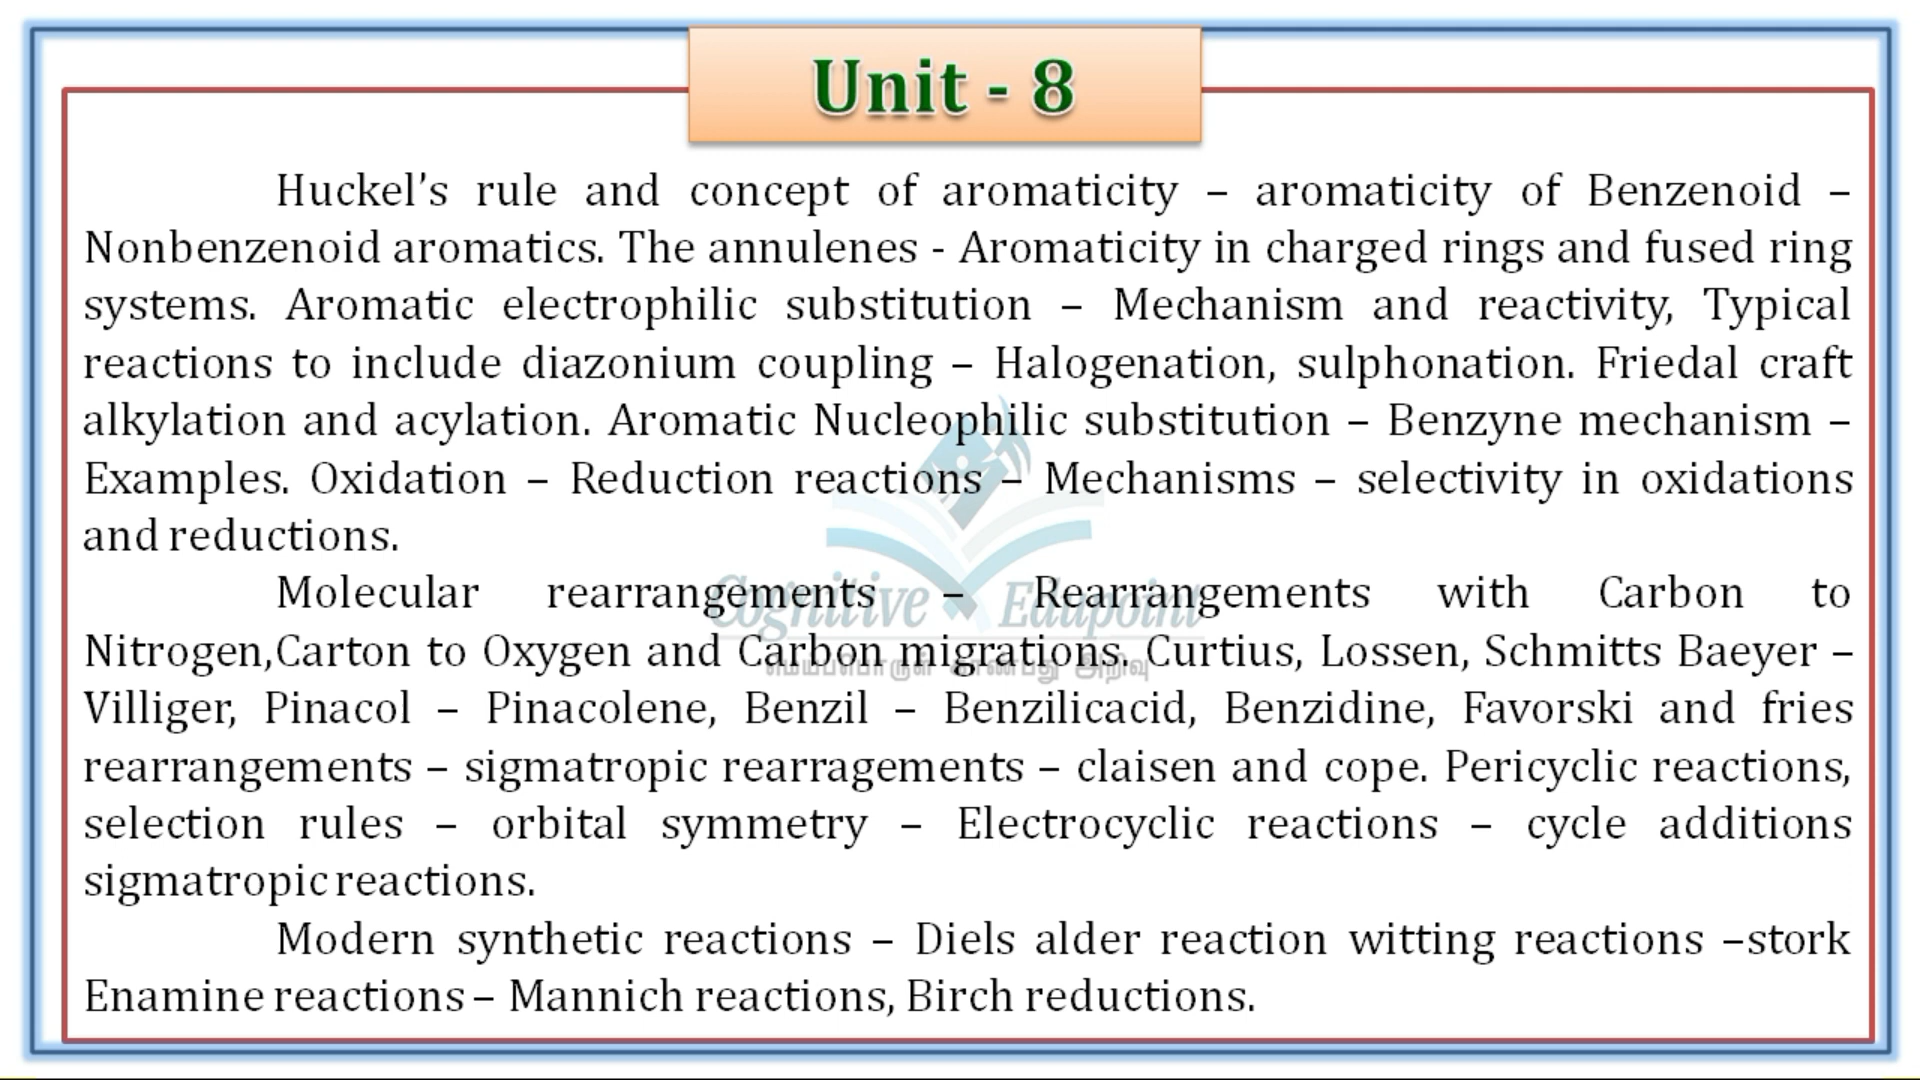 Unit - 8
Huckel’s rule and concept of aromaticity – aromaticity of Benzenoid –
Nonbenzenoid aromatics. The annulenes - Aromaticity in charged rings and fused ring
systems. Aromatic electrophilic substitution – Mechanism and reactivity, Typical
reactions to include diazonium coupling – Halogenation, sulphonation. Friedal craft
alkylation and acylation. Aromatic Nucleophilic substitution – Benzyne mechanism –
Examples. Oxidation – Reduction reactions – Mechanisms – selectivity in oxidations
and reductions.
Molecular rearrangements – Rearrangements with Carbon to
Nitrogen,Carton to Oxygen and Carbon migrations. Curtius, Lossen, Schmitts Baeyer –
Villiger, Pinacol – Pinacolene, Benzil – Benzilicacid, Benzidine, Favorski and fries
rearrangements – sigmatropic rearragements – claisen and cope. Pericyclic reactions,
selection rules – orbital symmetry – Electrocyclic reactions – cycle additions
sigmatropic reactions.
Modern synthetic reactions – Diels alder reaction witting reactions –stork
Enamine reactions – Mannich reactions, Birch reductions.
Cognitive Edupoint
மெய்ப்பொருள் காண்பது அறிவு